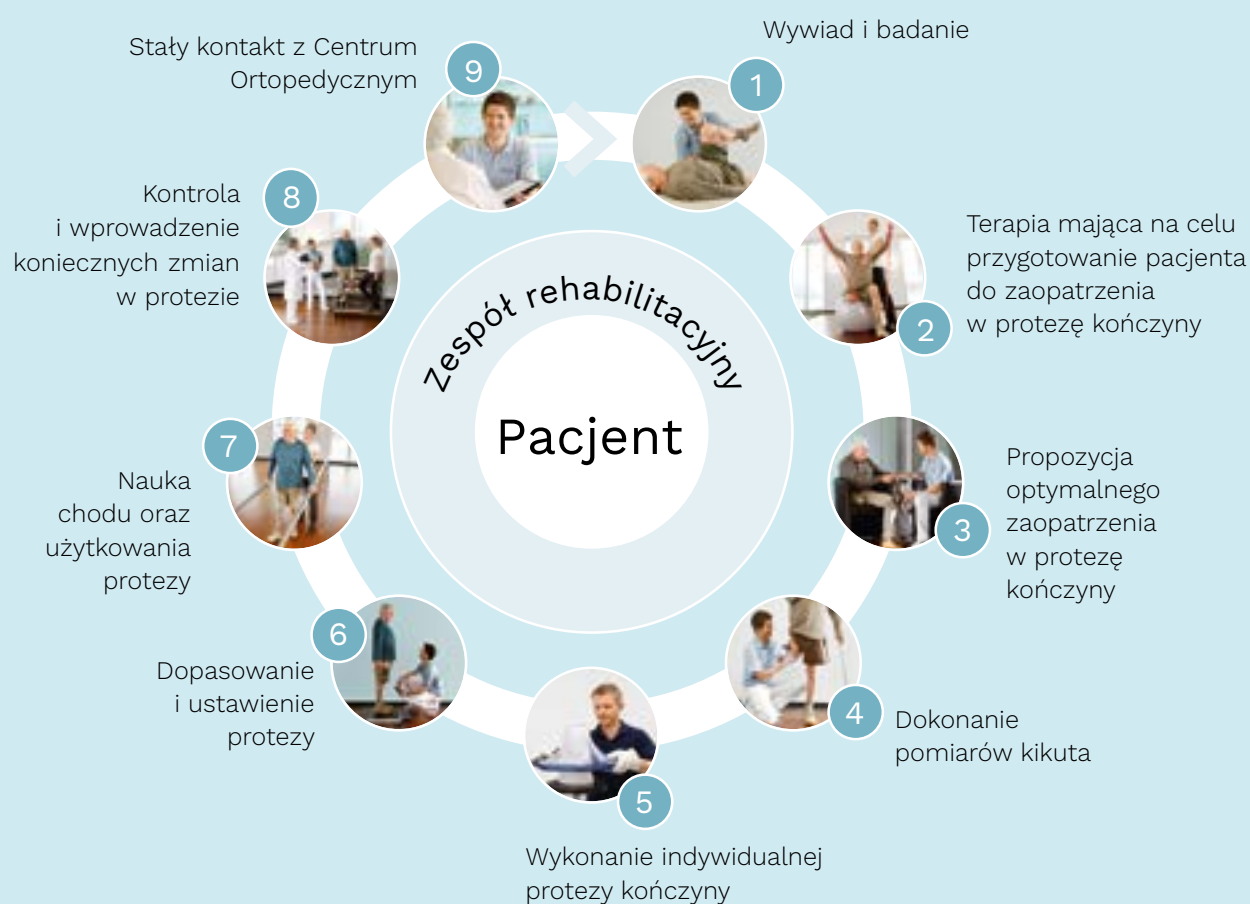 Wywiad i badanie
1
Terapia mająca na celu
przygotowanie pacjenta
do zaopatrzenia
w protezę kończyny
2
Propozycja
optymalnego
zaopatrzenia
w protezę
kończyny
3
Dokonanie
pomiarów kikuta
4
Wykonanie indywidualnej
protezy kończyny
5
Dopasowanie
i ustawienie
protezy
6
Nauka
chodu oraz
użytkowania
protezy
7
Kontrola
i wprowadzenie
koniecznych zmian
w protezie
8
Stały kontakt z Centrum
Ortopedycznym
9
Zespół rehabilitacyjny
Pacjent